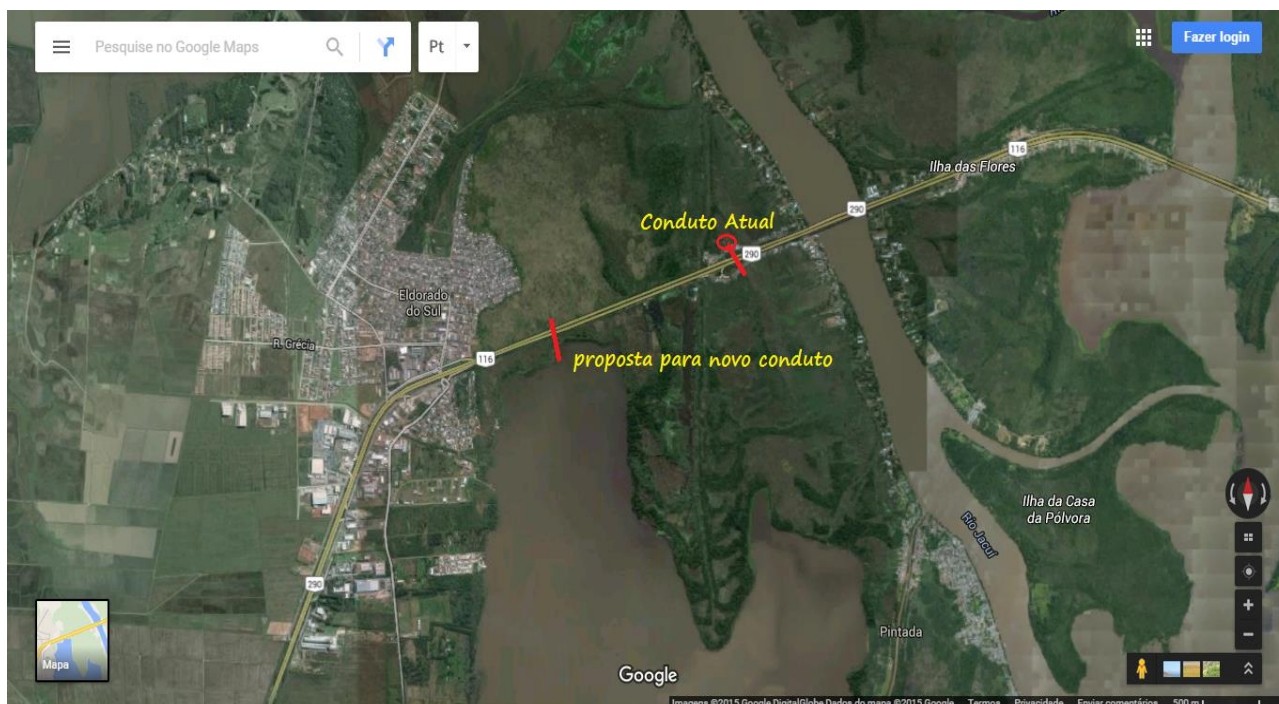 Pesquise no Google Maps
Pt
Fazer login
116
Ilha das Flores
290
Conduto Atual
290
Eldorado
do Sul
R. Grécia
116
proposta para novo conduto
Ilha da Casa
da Pólvora
Rio Jacuí
290
Pintada
Mapa
Google
Imagens ©2015 Google, DigitalGlobe Dados do mapa ©2015 Google Termos Privacidade Enviar comentários 500 m